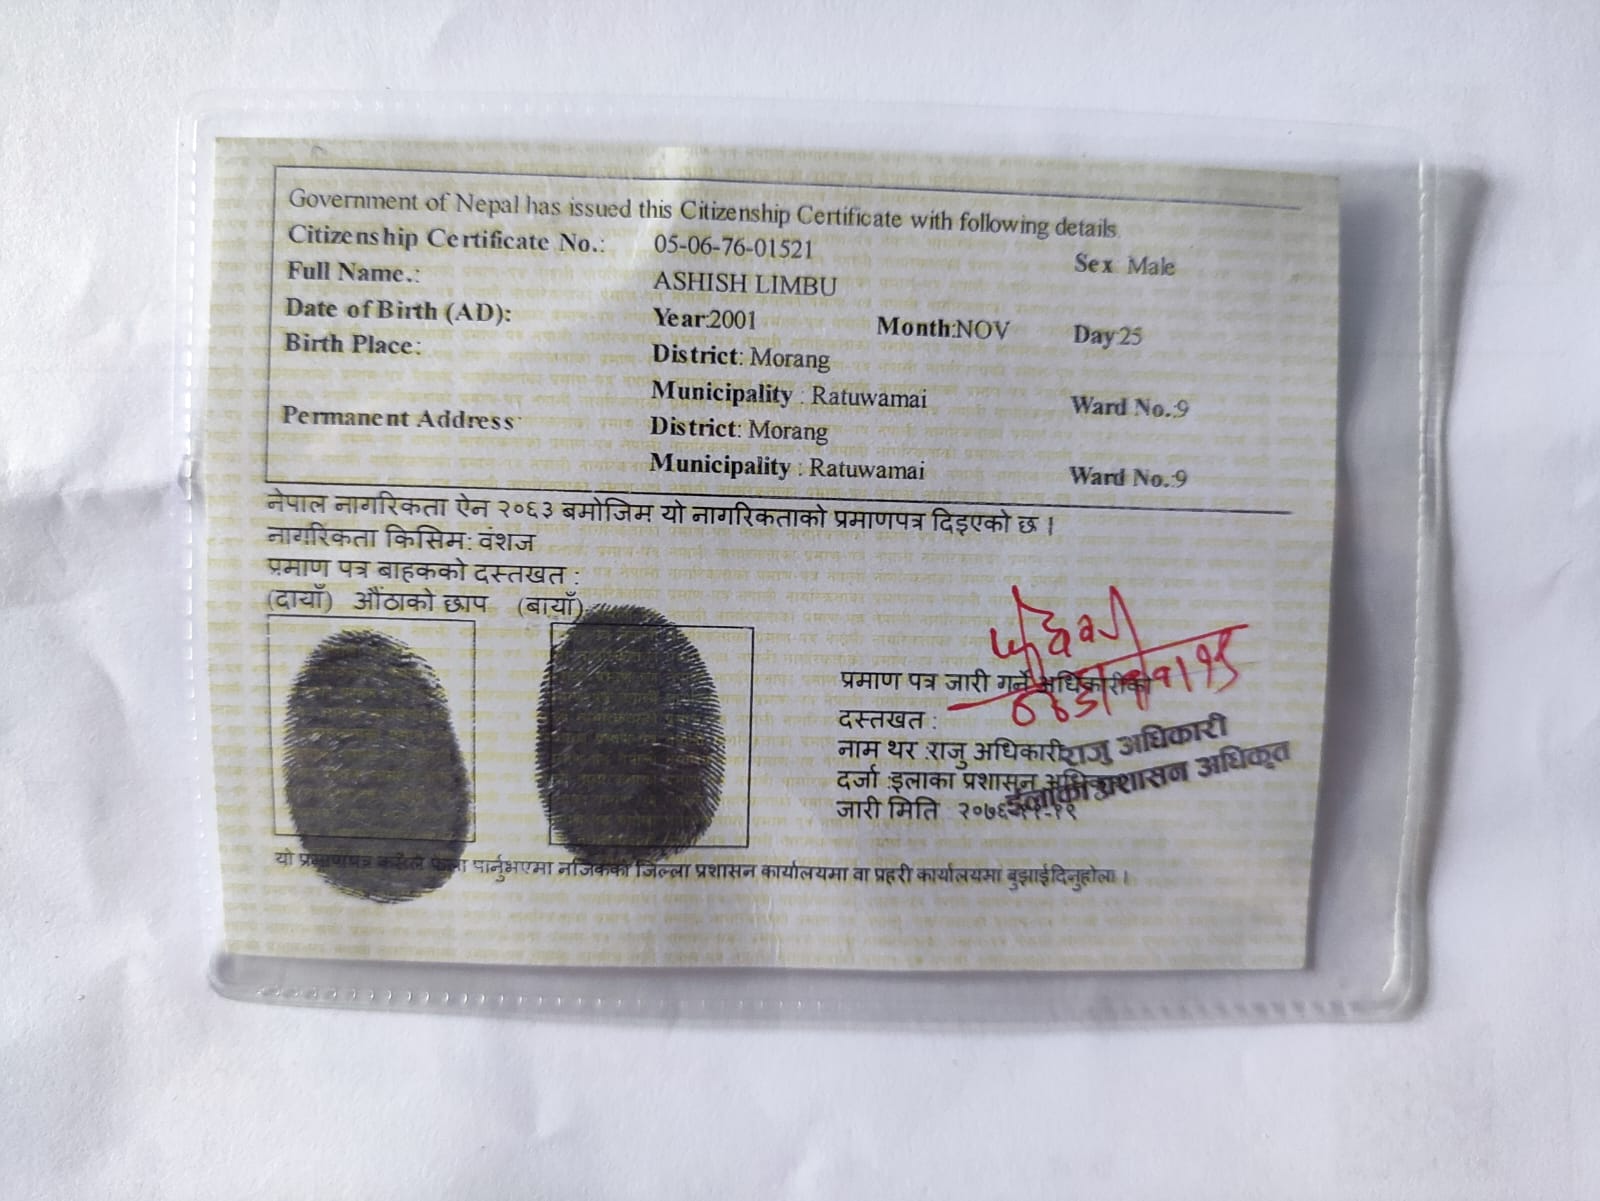 Government of Nepal has issued this Citizenship Certificate with following details.
Citizenship Certificate No.: 05-06-76-01521 Sex Male
Full Name.: ASHISH LIMBU
Date of Birth (AD): Year:2001 Month:NOV Day:25
Birth Place: District: Morang
Municipality : Ratuwamai Ward No.:9
Permanent Address: District: Morang
Municipality : Ratuwamai Ward No.:9
नेपाल नागरिकता ऐन २०६३ बमोजिम यो नागरिकताको प्रमाणपत्र दिइएको छ ।
नागरिकता किसिम: वंशज
प्रमाण पत्र बाहकको दस्तखत :
(दायाँ) औंठाको छाप (बायाँ)
प्रमाण पत्र जारी गर्ने अधिकारीको
दस्तखत :
नाम थर :राजु अधिकारी राजु अधिकारी
दर्जा :इलाका प्रशासन इलाका प्रशासन अधिकृत
जारी मिति : २०७६-११-१९
यो प्रमाणपत्र कसैले फेला पार्नुभएमा नजिकको जिल्ला प्रशासन कार्यालयमा वा प्रहरी कार्यालयमा बुझाईदिनुहोला ।